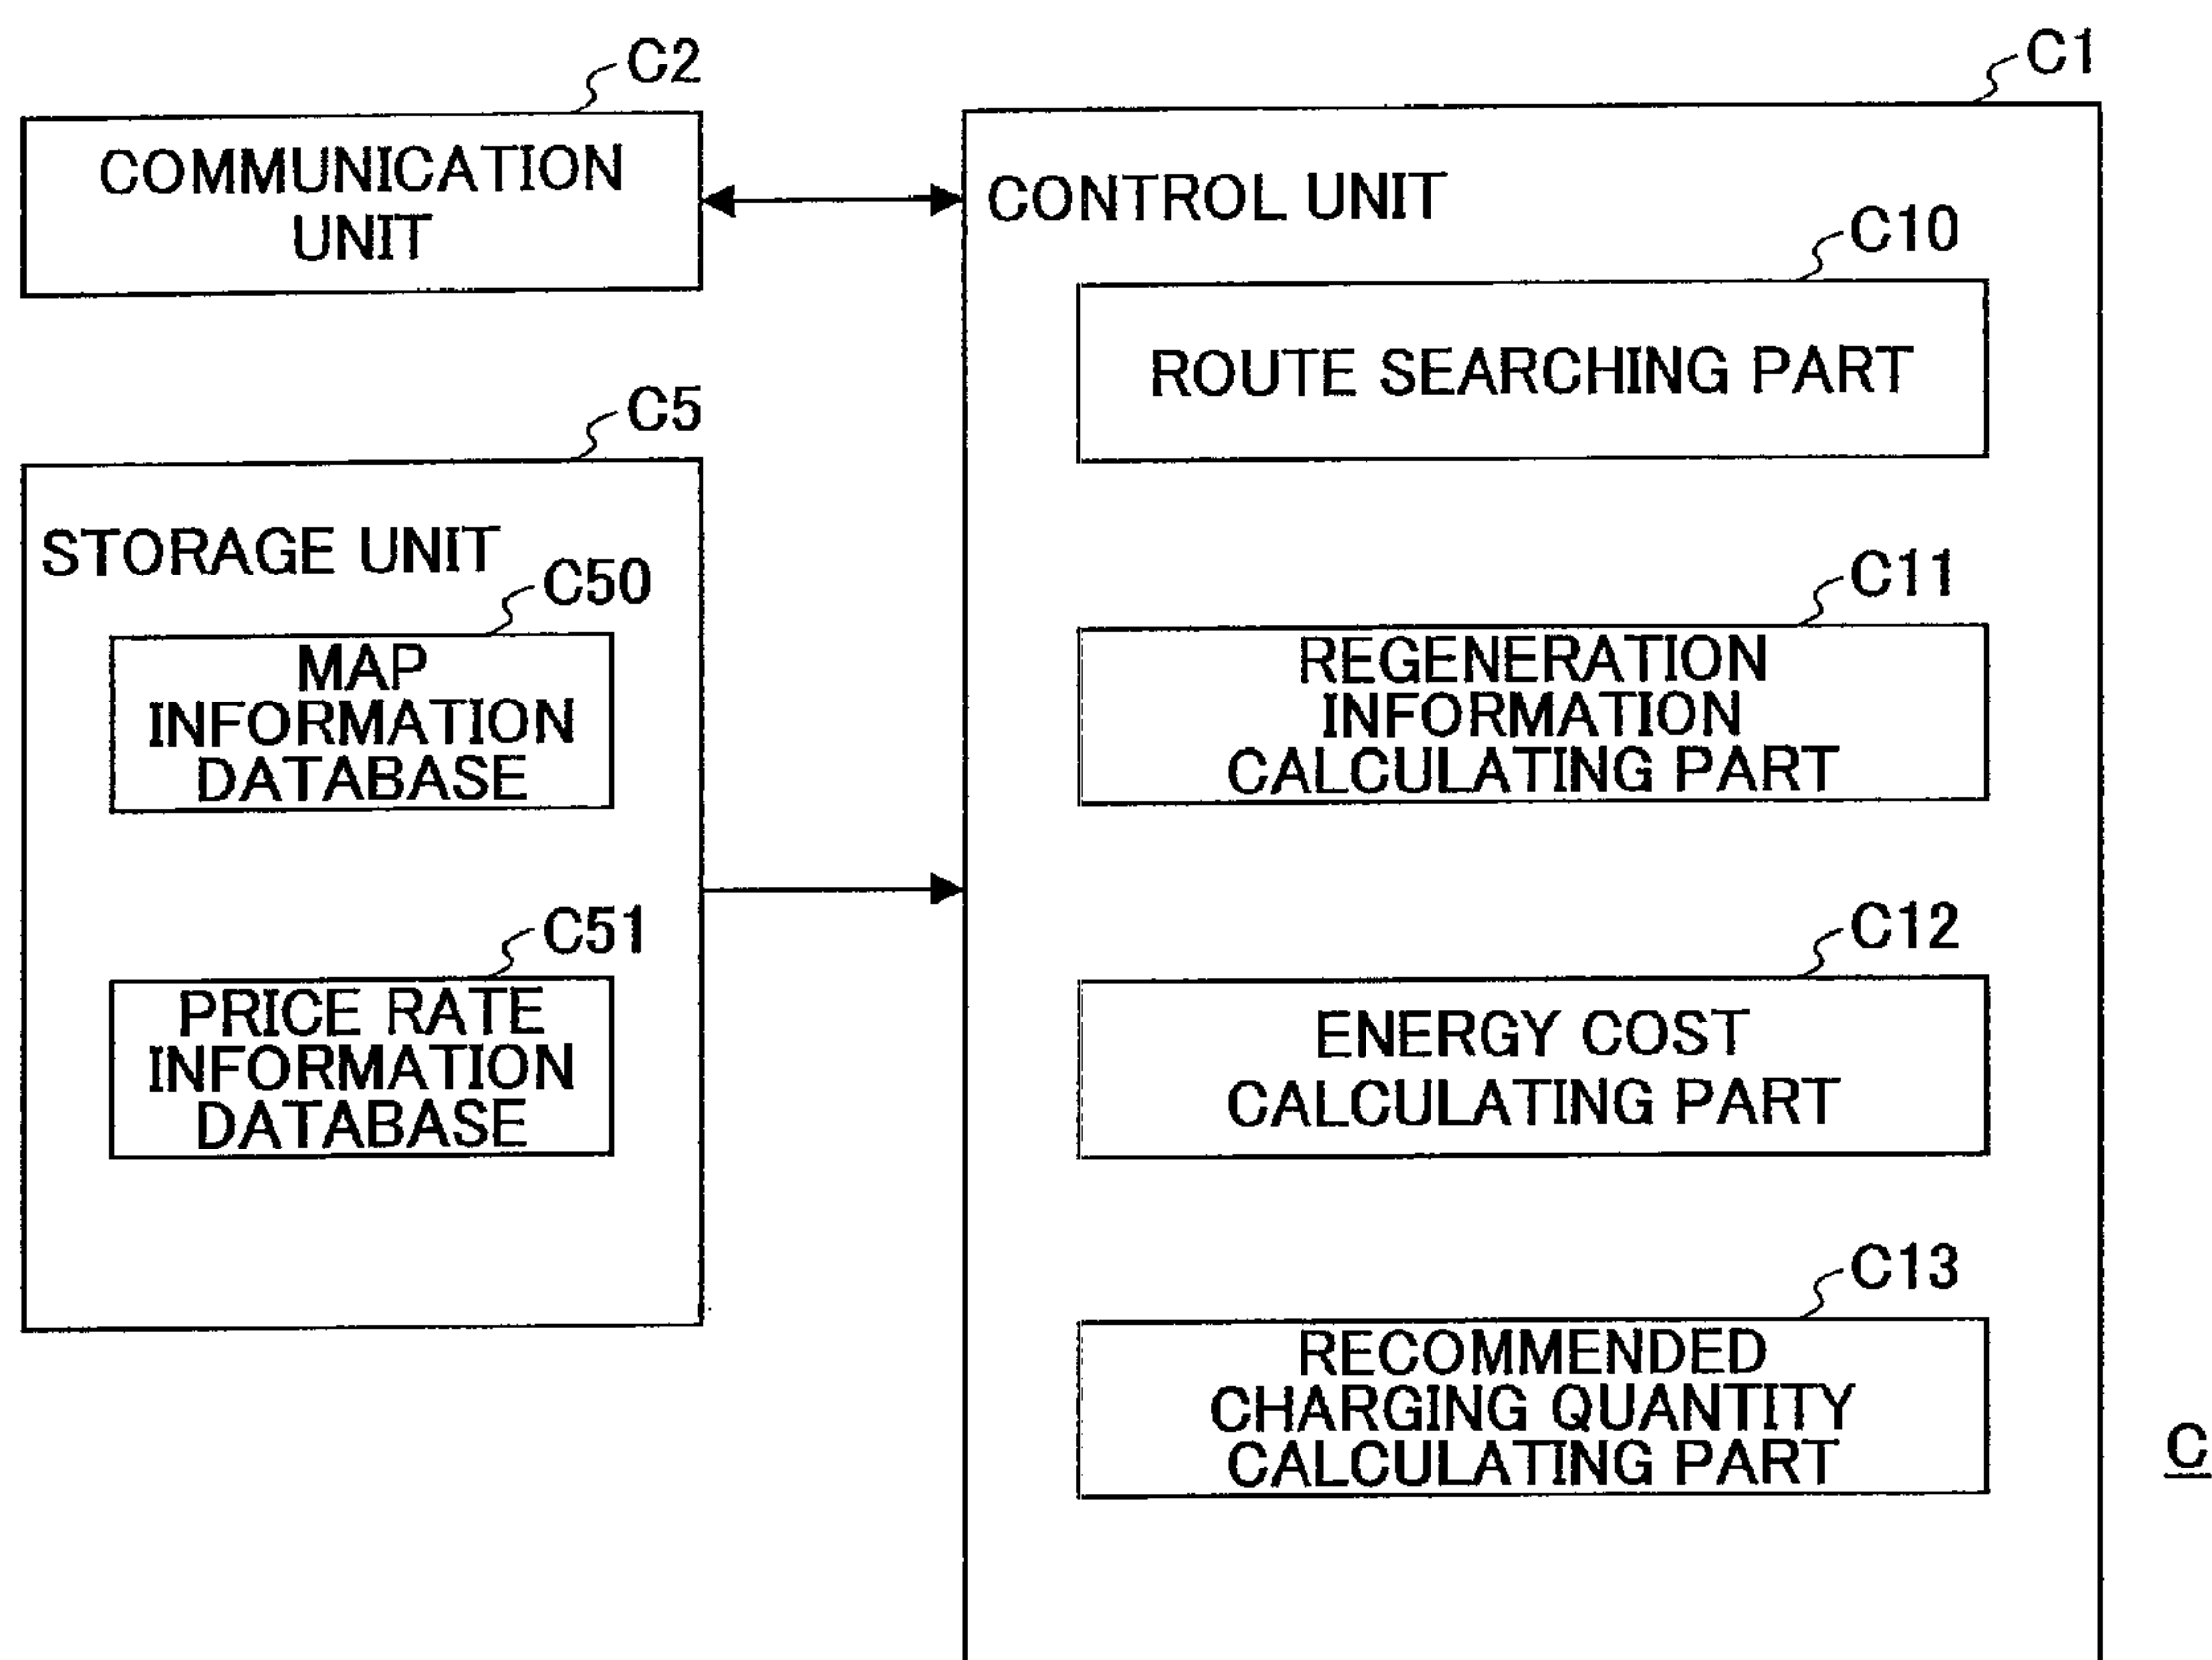 C2
COMMUNICATION
UNIT
C5
STORAGE UNIT
C50
MAP
INFORMATION
DATABASE
C51
PRICE RATE
INFORMATION
DATABASE
C1
CONTROL UNIT
C10
ROUTE SEARCHING PART
C11
REGENERATION
INFORMATION
CALCULATING PART
C12
ENERGY COST
CALCULATING PART
C13
RECOMMENDED
CHARGING QUANTITY
CALCULATING PART
C